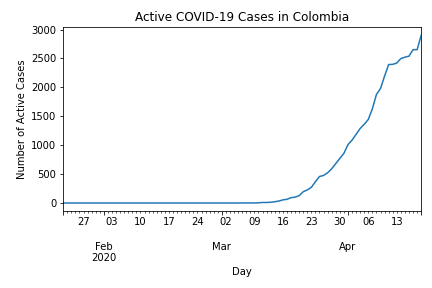 Active COVID-19 Cases in Colombia
3000
2500
2000
1500
1000
500
0
Number of Active Cases
27 03 10 17 24 02 09 16 23 30 06 13
Feb Mar Apr
2020
Day